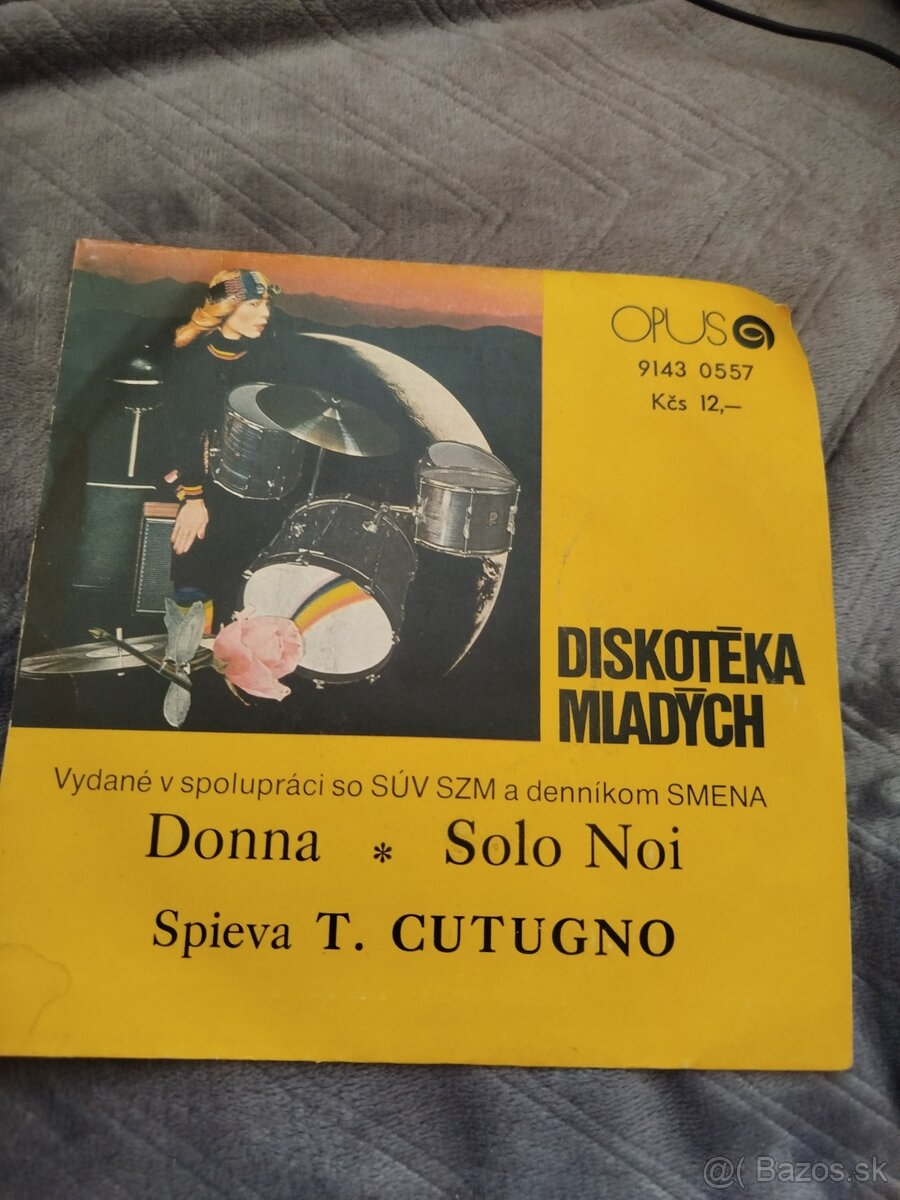 OPUS
9143 0557
Kčs 12,—
DISKOTÉKA
MLADÝCH
Vydané v spolupráci so SÚV SZM a denníkom SMENA
Donna * Solo Noi
Spieva T. CUTUGNO
@( Bazos.sk